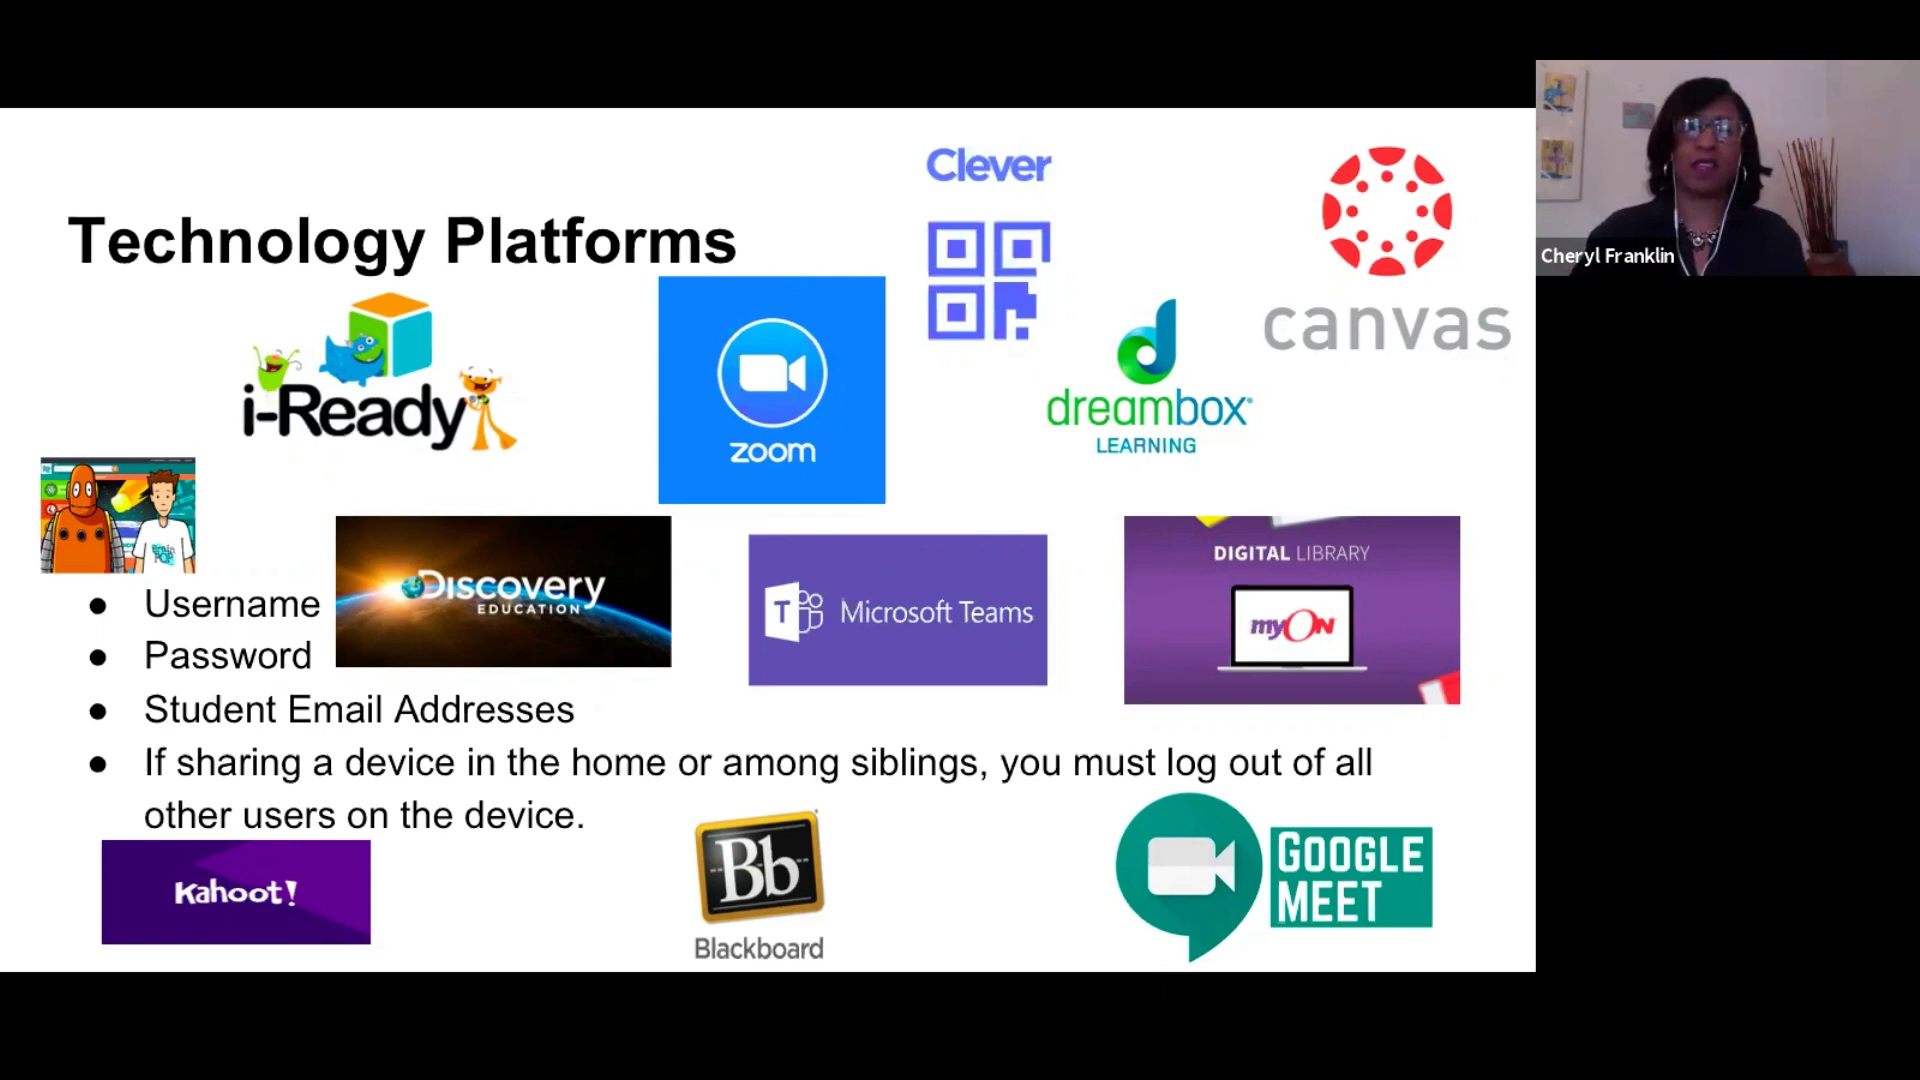 Clever
Technology Platforms
canvas
Cheryl Franklin
i-Ready
zoom
dreambox
LEARNING
Brain
POP
Discovery
EDUCATION
T
Microsoft Teams
DIGITAL LIBRARY
myON
● Username
● Password
● Student Email Addresses
● If sharing a device in the home or among siblings, you must log out of all
other users on the device.
Kahoot!
Bb
Blackboard
GOOGLE
MEET